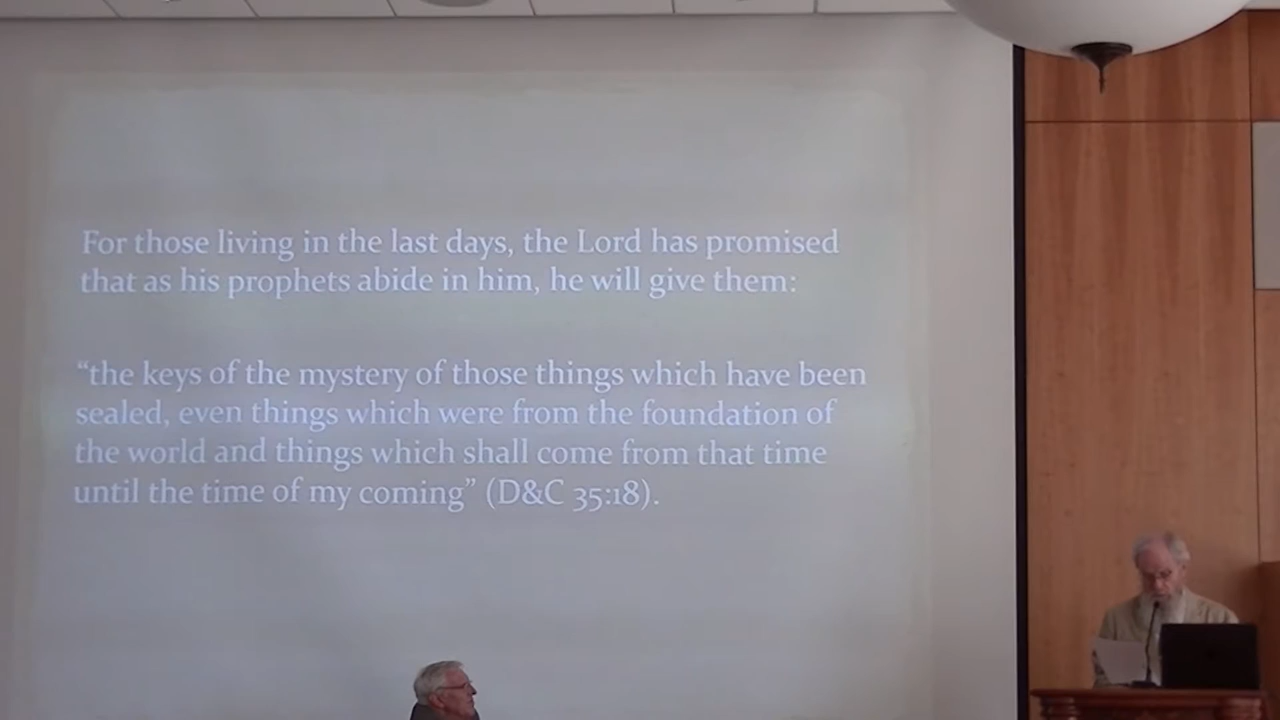 For those living in the last days, the Lord has promised
that as his prophets abide in him, he will give them:
“the keys of the mystery of those things which have been
sealed, even things which were from the foundation of
the world and things which shall come from that time
until the time of my coming” (D&C 35:18).